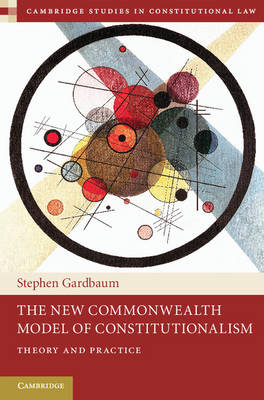 CAMBRIDGE STUDIES IN CONSTITUTIONAL LAW
Stephen Gardbaum
THE NEW COMMONWEALTH
MODEL OF CONSTITUTIONALISM
THEORY AND PRACTICE
CAMBRIDGE